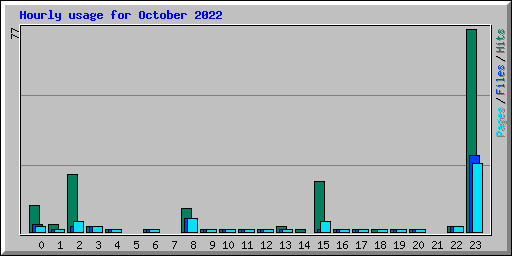 Hourly usage for October 2022
77
Pages/Files/Hits
0 1 2 3 4 5 6 7 8 9 10 11 12 13 14 15 16 17 18 19 20 21 22 23